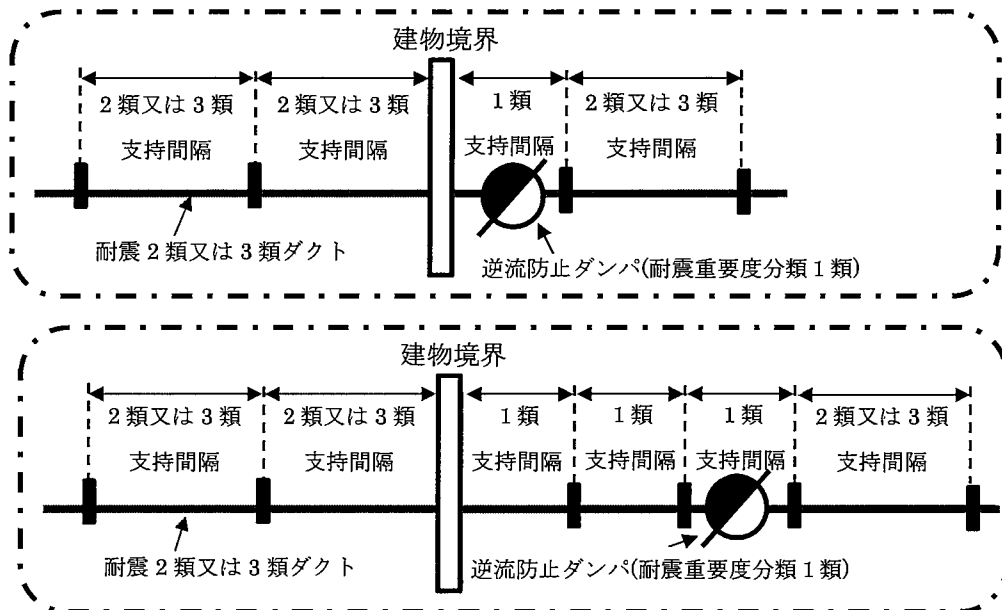 建物境界
2類又は3類 2類又は3類 1類 2類又は3類
支持間隔 支持間隔 支持間隔 支持間隔
耐震2類又は3類ダクト
逆流防止ダンパ(耐震重要度分類1類)
建物境界
2類又は3類 2類又は3類 1類 1類 1類 2類又は3類
支持間隔 支持間隔 支持間隔 支持間隔 支持間隔 支持間隔
耐震2類又は3類ダクト
逆流防止ダンパ(耐震重要度分類1類)